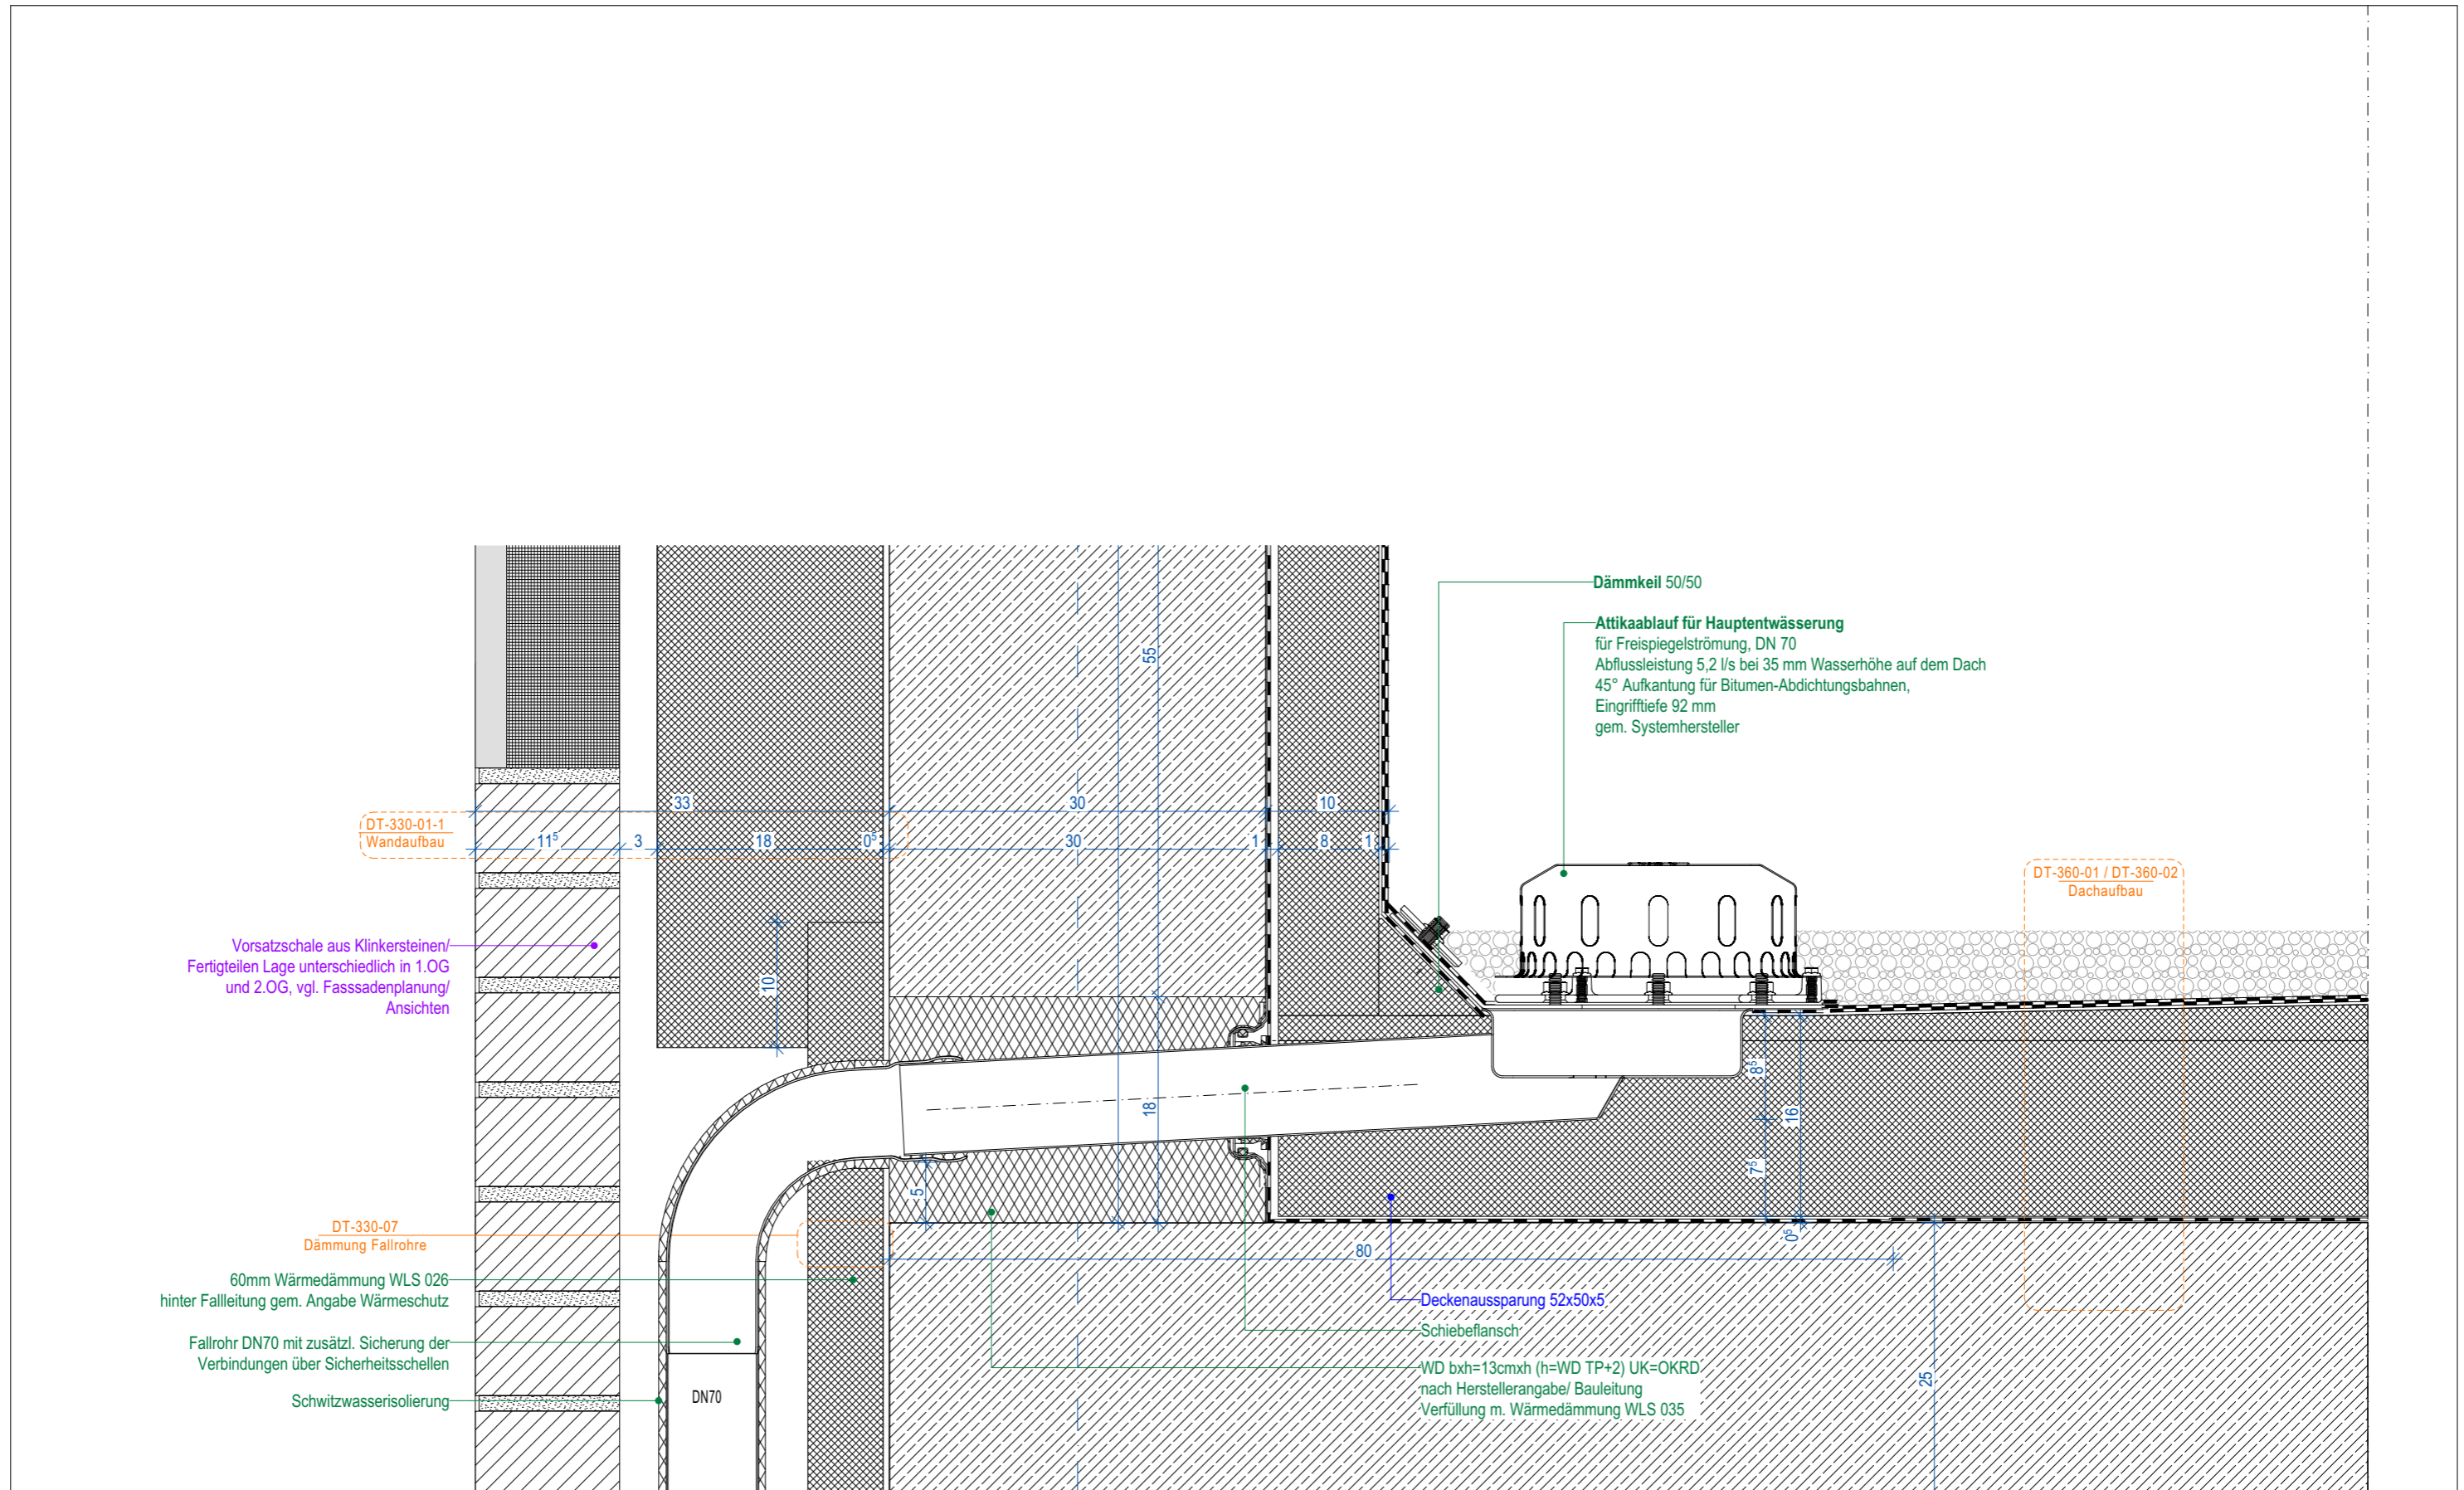 Dämmkeil 50/50
Attikaablauf für Hauptentwässerung
für Freispiegelströmung, DN 70
Abflussleistung 5,2 l/s bei 35 mm Wasserhöhe auf dem Dach
45° Aufkantung für Bitumen-Abdichtungsbahnen,
Eingrifftiefe 92 mm
gem. Systemhersteller
55
33
30
10
DT-330-01-1
Wandaufbau
11⁵
3
18
0⁵
30
1
8
1
DT-360-01 / DT-360-02
Dachaufbau
Vorsatzschale aus Klinkersteinen/
Fertigteilen Lage unterschiedlich in 1.OG
und 2.OG, vgl. Fasssadenplanung/
Ansichten
10
8⁵
18
16
7⁵
5
0⁵
DT-330-07
Dämmung Fallrohre
80
60mm Wärmedämmung WLS 026
hinter Fallleitung gem. Angabe Wärmeschutz
Deckenaussparung 52x50x5
Schiebeflansch
Fallrohr DN70 mit zusätzl. Sicherung der
Verbindungen über Sicherheitsschellen
WD bxh=13cmxh (h=WD TP+2) UK=OKRD
nach Herstellerangabe/ Bauleitung
Verfüllung m. Wärmedämmung WLS 035
25
Schwitzwasserisolierung
DN70